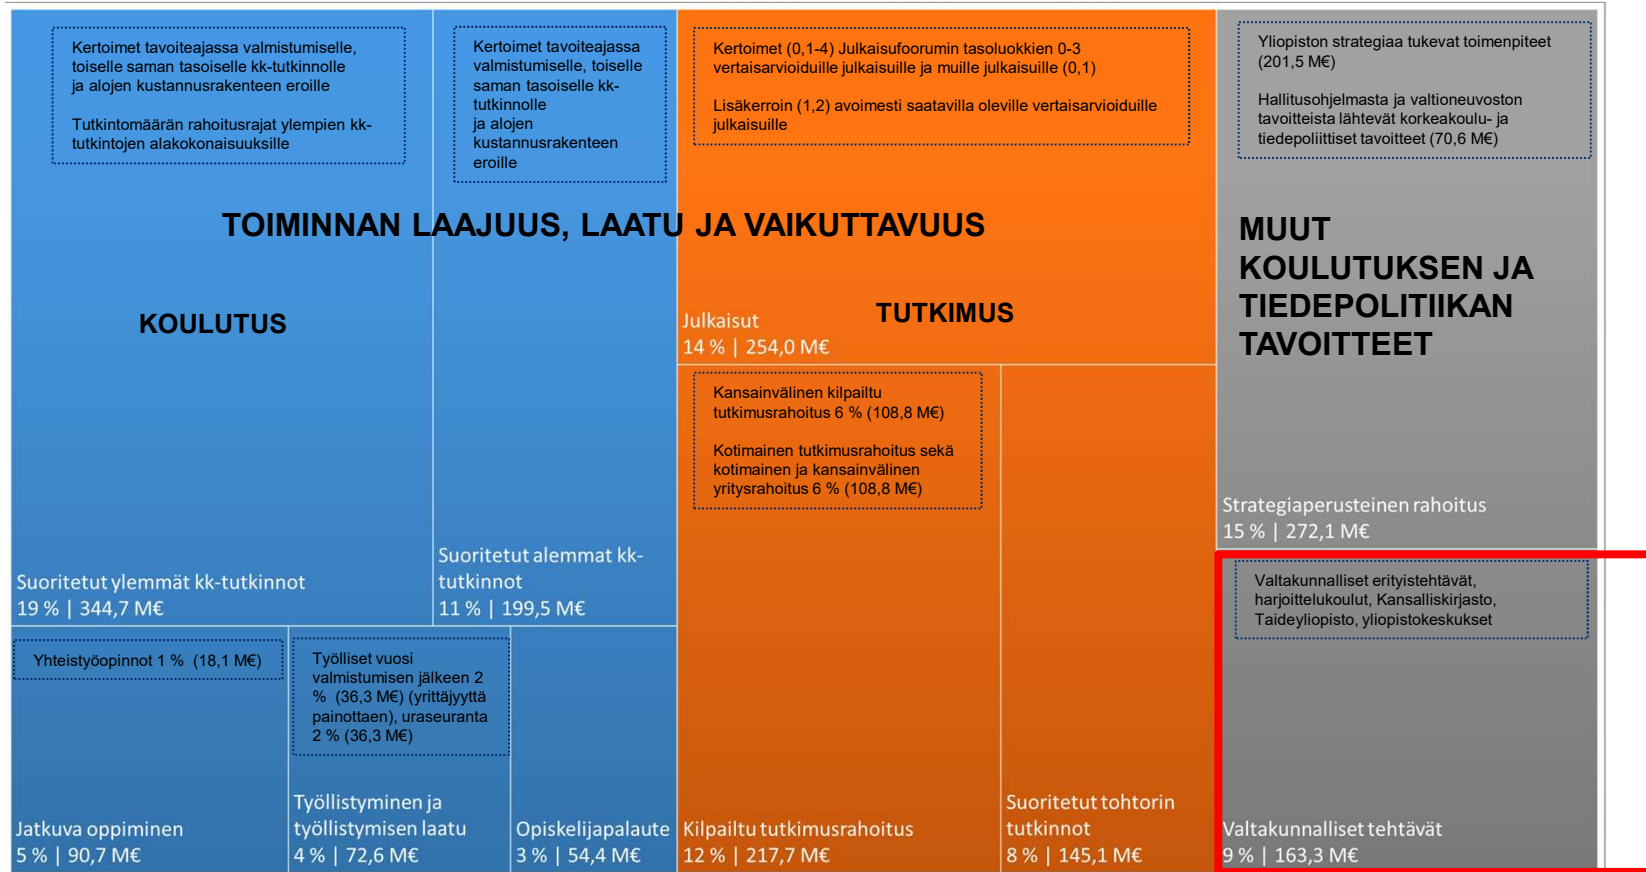 Kertoimet tavoiteajassa valmistumiselle,
toiselle saman tasoiselle kk-tutkinnolle
ja alojen kustannusrakenteen eroille
Tutkintomäärän rahoitusrajat ylempien kk-
tutkintojen alakokonaisuuksille
Kertoimet tavoiteajassa
valmistumiselle, toiselle
saman tasoiselle kk-
tutkinnolle
ja alojen
kustannusrakenteen
eroille
Kertoimet (0,1-4) Julkaisufoorumin tasoluokkien 0-3
vertaisarvioiduille julkaisuille ja muille julkaisuille (0,1)
Lisäkerroin (1,2) avoimesti saatavilla oleville vertaisarvioiduille
julkaisuille
Yliopiston strategiaa tukevat toimenpiteet
(201,5 M€)
Hallitusohjelmasta ja valtioneuvoston
tavoitteista lähtevät korkeakoulu- ja
tiedepoliittiset tavoitteet (70,6 M€)
TOIMINNAN LAAJUUS, LAATU JA VAIKUTTAVUUS
MUUT
KOULUTUKSEN JA
TIEDEPOLITIIKAN
TAVOITTEET
KOULUTUS
TUTKIMUS
Julkaisut
14 % | 254,0 M€
Kansainvälinen kilpailtu
tutkimusrahoitus 6 % (108,8 M€)
Kotimainen tutkimusrahoitus sekä
kotimainen ja kansainvälinen
yritysrahoitus 6 % (108,8 M€)
Strategiaperusteinen rahoitus
15 % | 272,1 M€
Suoritetut ylemmät kk-tutkinnot
19 % | 344,7 M€
Suoritetut alemmat kk-
tutkinnot
11 % | 199,5 M€
Valtakunnalliset erityistehtävät,
harjoittelukoulut, Kansalliskirjasto,
Taideyliopisto, yliopistokeskukset
Yhteistyöopinnot 1 % (18,1 M€)
Työlliset vuosi
valmistumisen jälkeen 2
% (36,3 M€) (yrittäjyyttä
painottaen), uraseuranta
2 % (36,3 M€)
Jatkuva oppiminen
5 % | 90,7 M€
Työllistyminen ja
työllistymisen laatu
4 % | 72,6 M€
Opiskelijapalaute
3 % | 54,4 M€
Kilpailtu tutkimusrahoitus
12 % | 217,7 M€
Suoritetut tohtorin
tutkinnot
8 % | 145,1 M€
Valtakunnalliset tehtävät
9 % | 163,3 M€